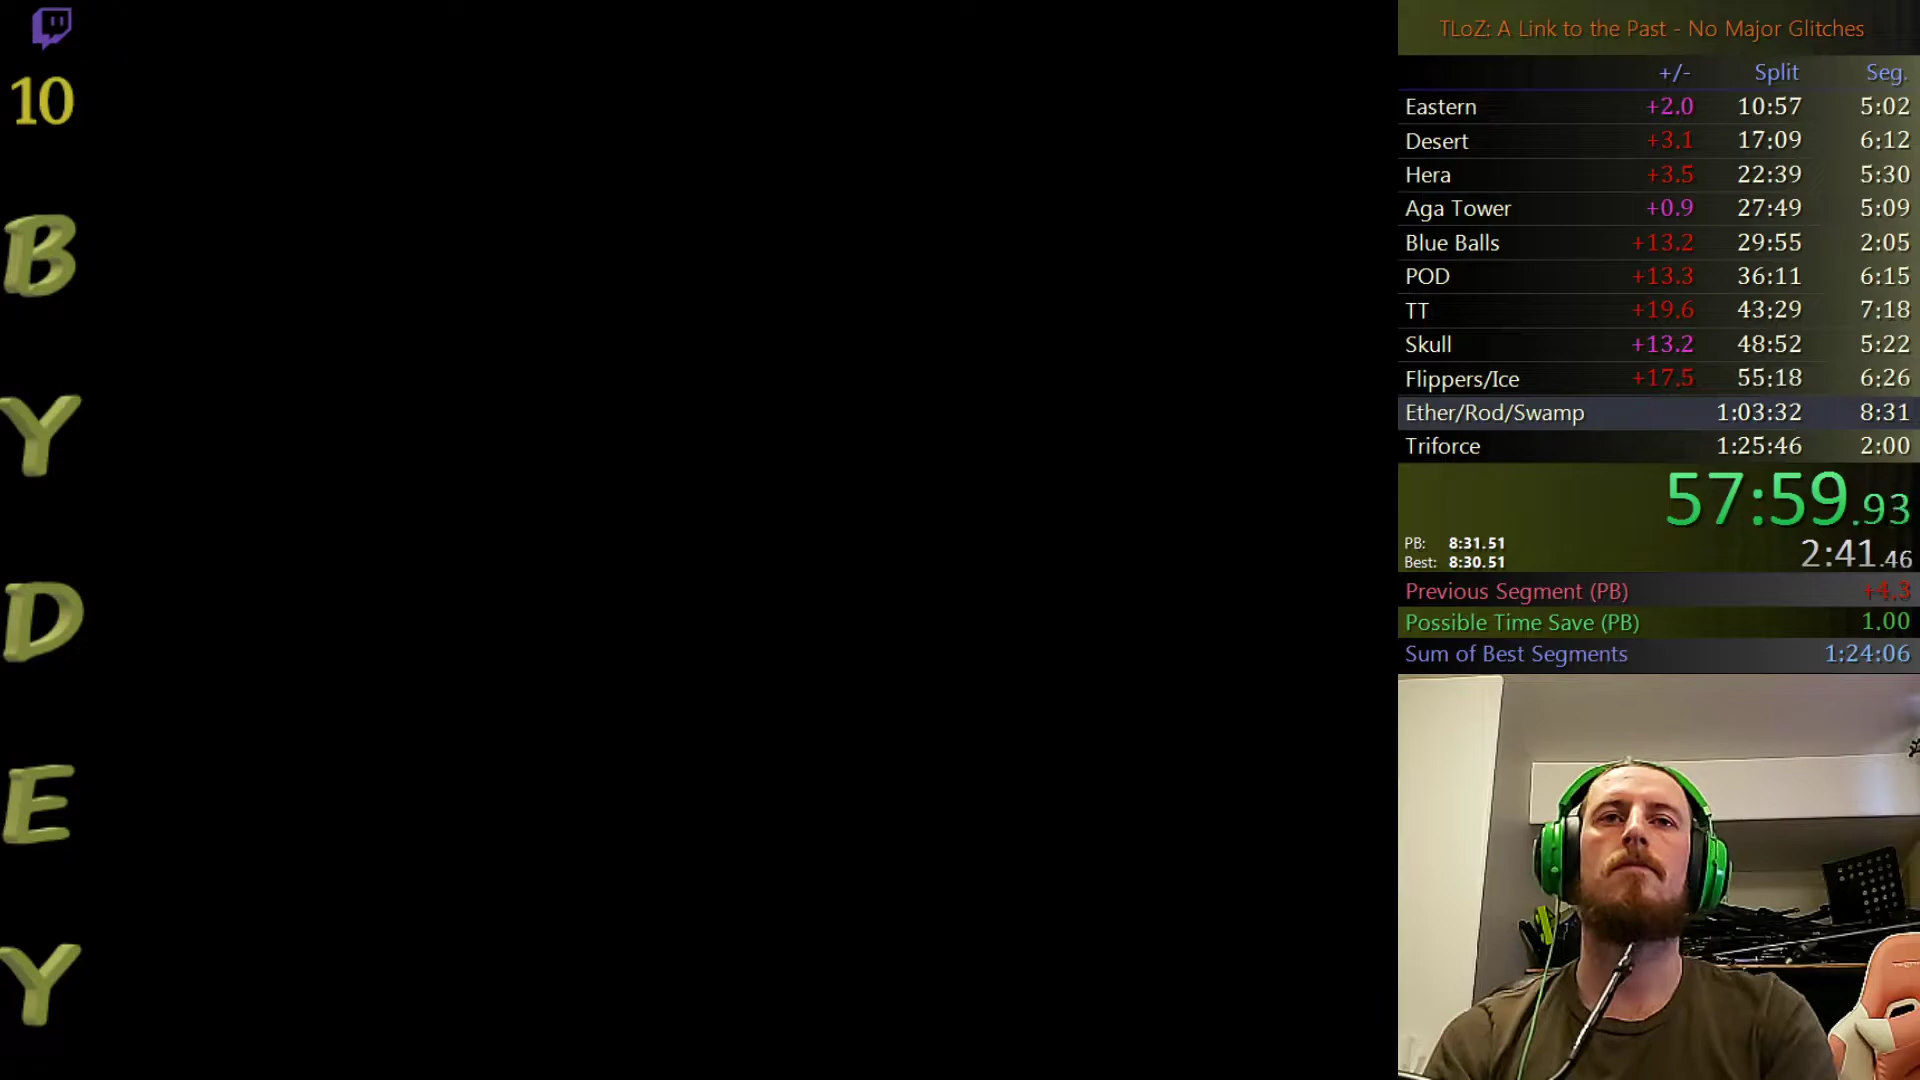 10
B
Y
Y
D
E
Y
TLoZ: A Link to the Past - No Major Glitches
+/- Split Seg.
Eastern +2.0 10:57 5:02
Desert +3.1 17:09 6:12
Hera +3.5 22:39 5:30
Aga Tower +0.9 27:49 5:09
Blue Balls +13.2 29:55 2:05
POD +13.3 36:11 6:15
TT +19.6 43:29 7:18
Skull +13.2 48:52 5:22
Flippers/Ice +17.5 55:18 6:26
Ether/Rod/Swamp 1:03:32 8:31
Triforce 1:25:46 2:00
57:59.93
PB: 8:31.51
Best: 8:30.51
2:41.46
Previous Segment (PB) +4.3
Possible Time Save (PB) 1.00
Sum of Best Segments 1:24:06